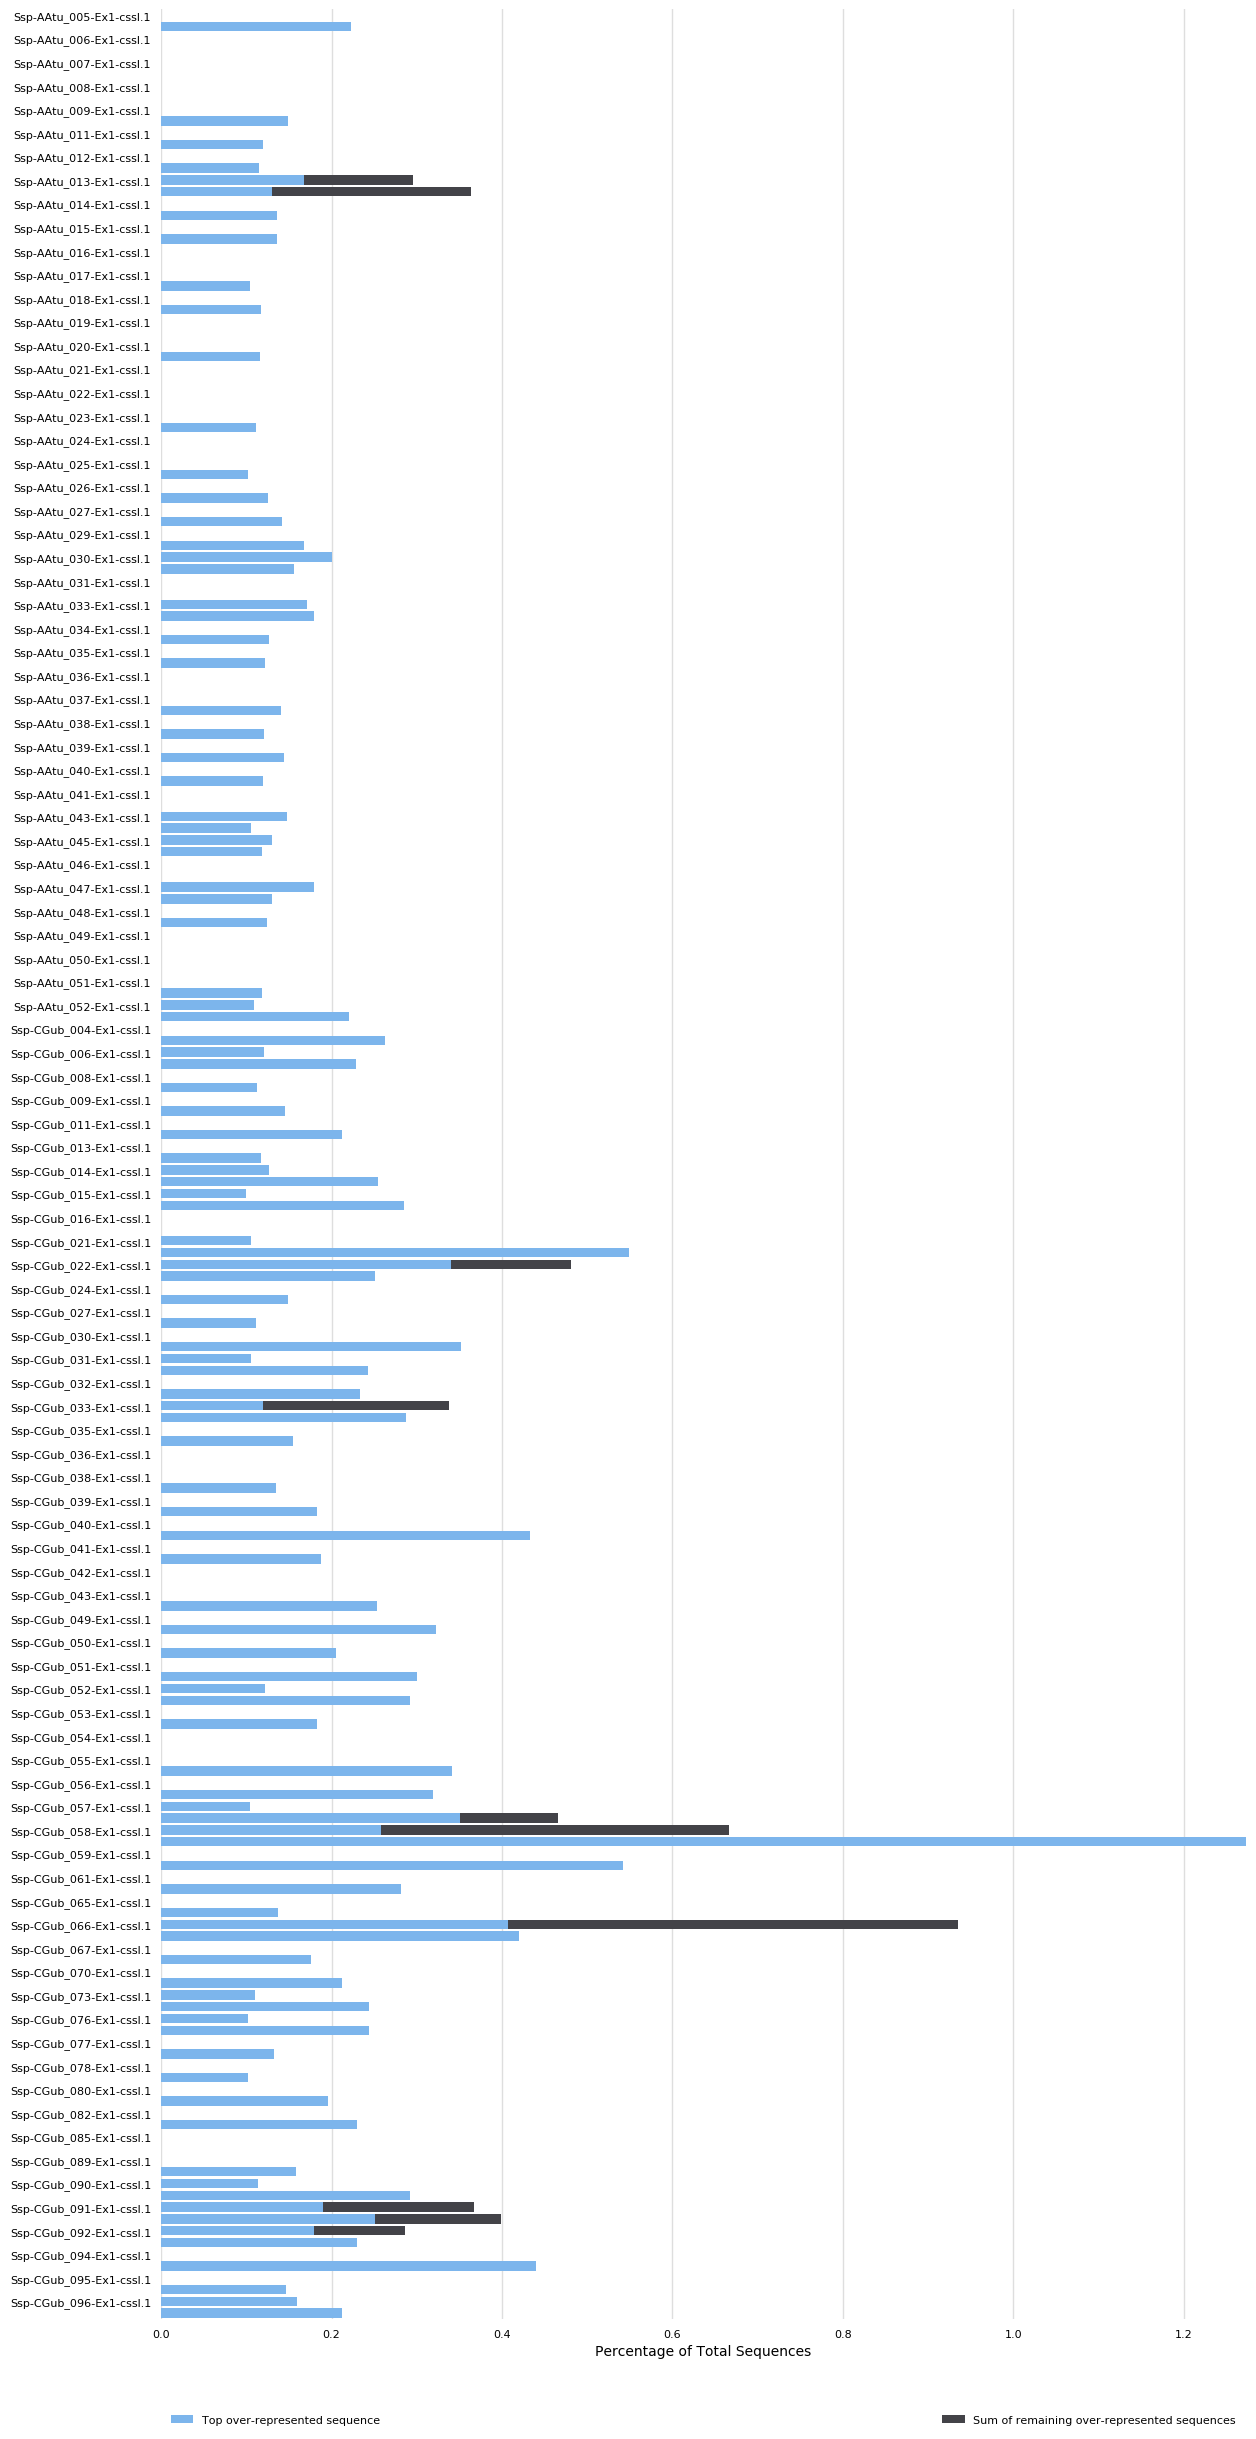 Ssp-AAtu_005-Ex1-cssl.1
Ssp-AAtu_006-Ex1-cssl.1
Ssp-AAtu_007-Ex1-cssl.1
Ssp-AAtu_008-Ex1-cssl.1
Ssp-AAtu_009-Ex1-cssl.1
Ssp-AAtu_011-Ex1-cssl.1
Ssp-AAtu_012-Ex1-cssl.1
Ssp-AAtu_013-Ex1-cssl.1
Ssp-AAtu_014-Ex1-cssl.1
Ssp-AAtu_015-Ex1-cssl.1
Ssp-AAtu_016-Ex1-cssl.1
Ssp-AAtu_017-Ex1-cssl.1
Ssp-AAtu_018-Ex1-cssl.1
Ssp-AAtu_019-Ex1-cssl.1
Ssp-AAtu_020-Ex1-cssl.1
Ssp-AAtu_021-Ex1-cssl.1
Ssp-AAtu_022-Ex1-cssl.1
Ssp-AAtu_023-Ex1-cssl.1
Ssp-AAtu_024-Ex1-cssl.1
Ssp-AAtu_025-Ex1-cssl.1
Ssp-AAtu_026-Ex1-cssl.1
Ssp-AAtu_027-Ex1-cssl.1
Ssp-AAtu_029-Ex1-cssl.1
Ssp-AAtu_030-Ex1-cssl.1
Ssp-AAtu_031-Ex1-cssl.1
Ssp-AAtu_033-Ex1-cssl.1
Ssp-AAtu_034-Ex1-cssl.1
Ssp-AAtu_035-Ex1-cssl.1
Ssp-AAtu_036-Ex1-cssl.1
Ssp-AAtu_037-Ex1-cssl.1
Ssp-AAtu_038-Ex1-cssl.1
Ssp-AAtu_039-Ex1-cssl.1
Ssp-AAtu_040-Ex1-cssl.1
Ssp-AAtu_041-Ex1-cssl.1
Ssp-AAtu_043-Ex1-cssl.1
Ssp-AAtu_045-Ex1-cssl.1
Ssp-AAtu_046-Ex1-cssl.1
Ssp-AAtu_047-Ex1-cssl.1
Ssp-AAtu_048-Ex1-cssl.1
Ssp-AAtu_049-Ex1-cssl.1
Ssp-AAtu_050-Ex1-cssl.1
Ssp-AAtu_051-Ex1-cssl.1
Ssp-AAtu_052-Ex1-cssl.1
Ssp-CGub_004-Ex1-cssl.1
Ssp-CGub_006-Ex1-cssl.1
Ssp-CGub_008-Ex1-cssl.1
Ssp-CGub_009-Ex1-cssl.1
Ssp-CGub_011-Ex1-cssl.1
Ssp-CGub_013-Ex1-cssl.1
Ssp-CGub_014-Ex1-cssl.1
Ssp-CGub_015-Ex1-cssl.1
Ssp-CGub_016-Ex1-cssl.1
Ssp-CGub_021-Ex1-cssl.1
Ssp-CGub_022-Ex1-cssl.1
Ssp-CGub_024-Ex1-cssl.1
Ssp-CGub_027-Ex1-cssl.1
Ssp-CGub_030-Ex1-cssl.1
Ssp-CGub_031-Ex1-cssl.1
Ssp-CGub_032-Ex1-cssl.1
Ssp-CGub_033-Ex1-cssl.1
Ssp-CGub_035-Ex1-cssl.1
Ssp-CGub_036-Ex1-cssl.1
Ssp-CGub_038-Ex1-cssl.1
Ssp-CGub_039-Ex1-cssl.1
Ssp-CGub_040-Ex1-cssl.1
Ssp-CGub_041-Ex1-cssl.1
Ssp-CGub_042-Ex1-cssl.1
Ssp-CGub_043-Ex1-cssl.1
Ssp-CGub_049-Ex1-cssl.1
Ssp-CGub_050-Ex1-cssl.1
Ssp-CGub_051-Ex1-cssl.1
Ssp-CGub_052-Ex1-cssl.1
Ssp-CGub_053-Ex1-cssl.1
Ssp-CGub_054-Ex1-cssl.1
Ssp-CGub_055-Ex1-cssl.1
Ssp-CGub_056-Ex1-cssl.1
Ssp-CGub_057-Ex1-cssl.1
Ssp-CGub_058-Ex1-cssl.1
Ssp-CGub_059-Ex1-cssl.1
Ssp-CGub_061-Ex1-cssl.1
Ssp-CGub_065-Ex1-cssl.1
Ssp-CGub_066-Ex1-cssl.1
Ssp-CGub_067-Ex1-cssl.1
Ssp-CGub_070-Ex1-cssl.1
Ssp-CGub_073-Ex1-cssl.1
Ssp-CGub_076-Ex1-cssl.1
Ssp-CGub_077-Ex1-cssl.1
Ssp-CGub_078-Ex1-cssl.1
Ssp-CGub_080-Ex1-cssl.1
Ssp-CGub_082-Ex1-cssl.1
Ssp-CGub_085-Ex1-cssl.1
Ssp-CGub_089-Ex1-cssl.1
Ssp-CGub_090-Ex1-cssl.1
Ssp-CGub_091-Ex1-cssl.1
Ssp-CGub_092-Ex1-cssl.1
Ssp-CGub_094-Ex1-cssl.1
Ssp-CGub_095-Ex1-cssl.1
Ssp-CGub_096-Ex1-cssl.1
0.0 0.2 0.4 0.6 0.8 1.0 1.2
Percentage of Total Sequences
Top over-represented sequence Sum of remaining over-represented sequences